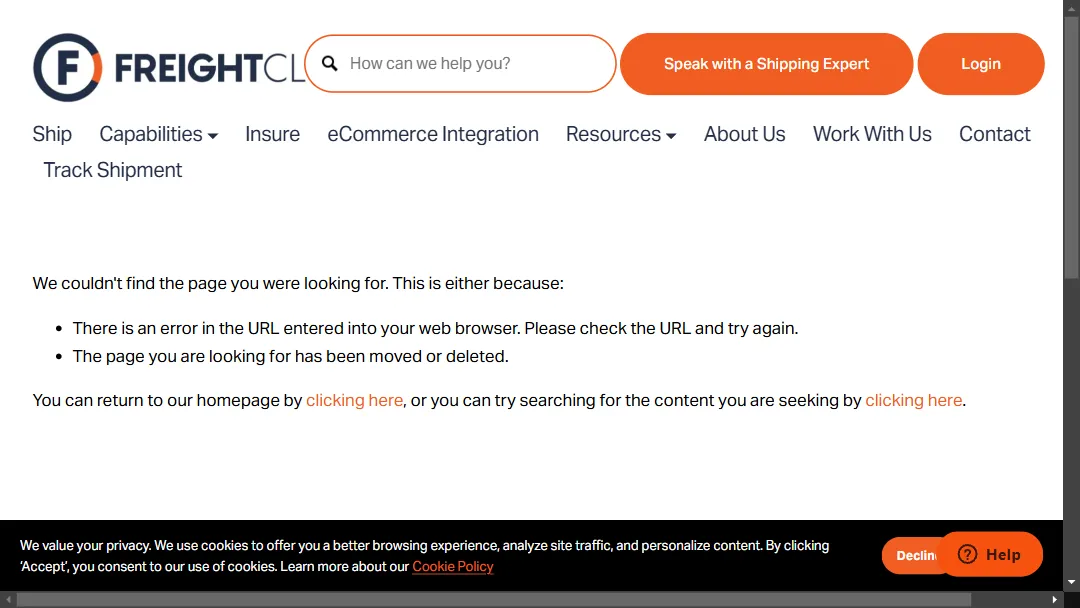 FREIGHTCL
How can we help you?
Speak with a Shipping Expert
Login
Ship Capabilities Insure eCommerce Integration Resources About Us Work With Us Contact
Track Shipment
We couldn't find the page you were looking for. This is either because:
• There is an error in the URL entered into your web browser. Please check the URL and try again.
• The page you are looking for has been moved or deleted.
You can return to our homepage by clicking here, or you can try searching for the content you are seeking by clicking here.
We value your privacy. We use cookies to offer you a better browsing experience, analyze site traffic, and personalize content. By clicking
'Accept', you consent to our use of cookies. Learn more about our Cookie Policy
Declin
Help